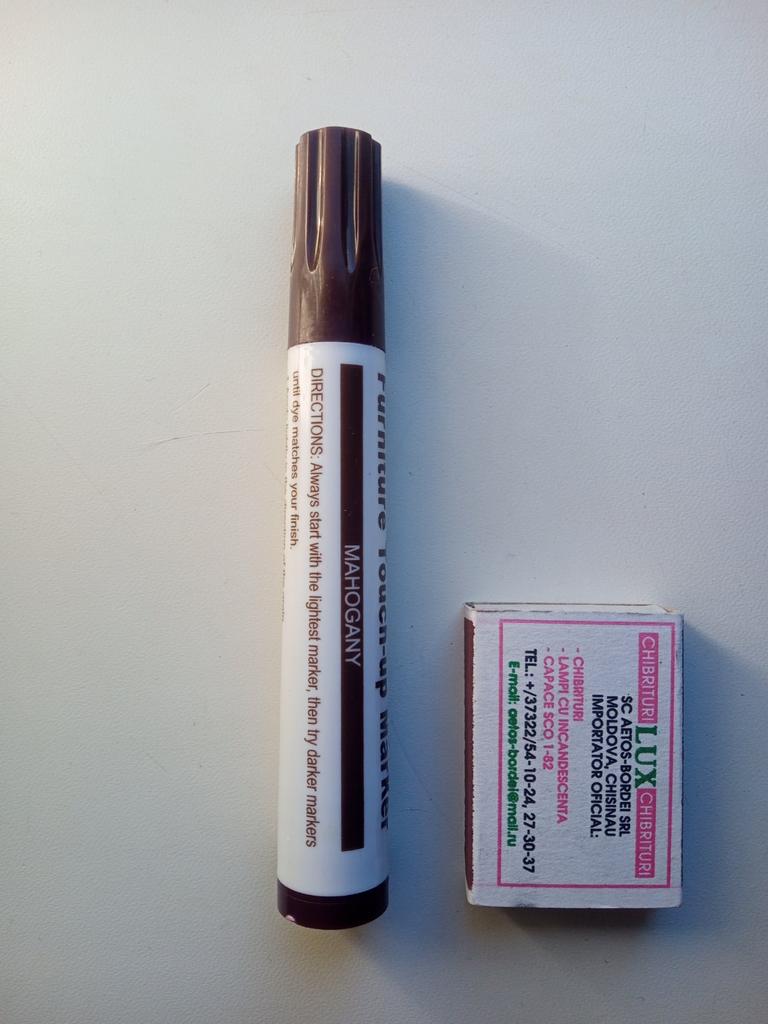 Furniture Touch-up Marker
MAHOGANY
DIRECTIONS: Always start with the lightest marker, then try darker markers
until dye matches your finish.
CHIBRITURI LUX CHIBRITURI
SC AETOS-BORDEI SRL
MOLDOVA, CHISINAU
IMPORTATOR OFICIAL:
- CHIBRITURI
- LAMPI CU INCANDESCENTA
- CAPACE SCO 1-82
TEL.: +/37322/54-10-24, 27-30-37
E-mail: aetos-bordei@mail.ru